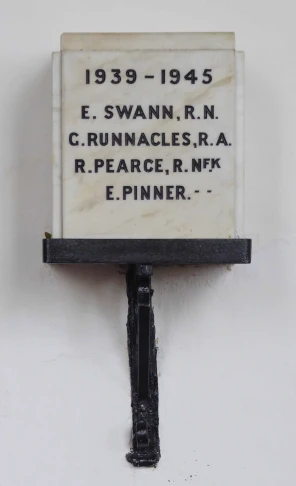 1939-1945
E. SWANN, R.N.
G. RUNNACLES, R.A.
R. PEARCE, R. NFK
E. PINNER. --